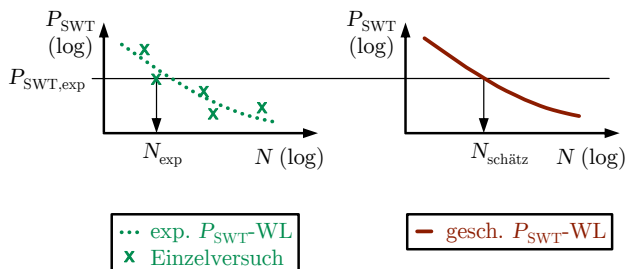 P_SWT
(log)
P_SWT,exp
N_exp
N (log)
P_SWT
(log)
N_schätz
N (log)
exp. P_SWT-WL
Einzelversuch
gesch. P_SWT-WL